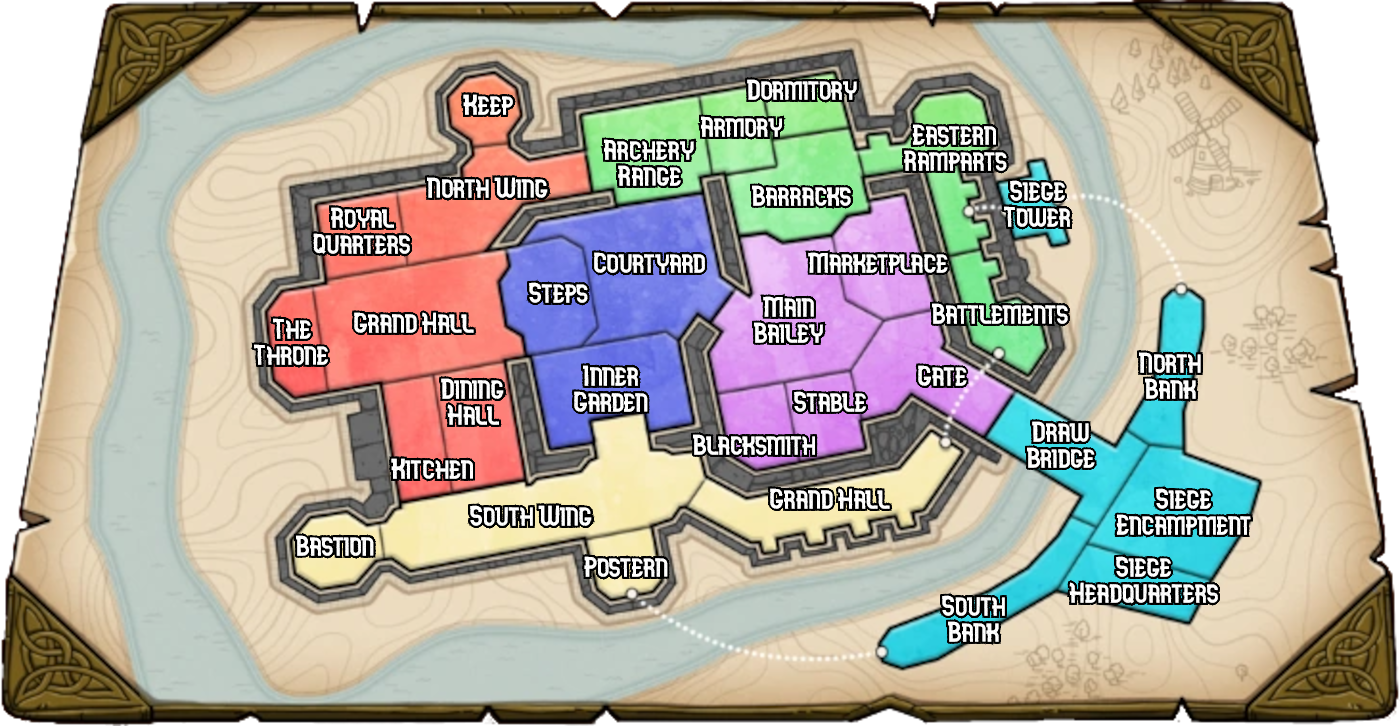 KEEP
DORMITORY
ARMORY
ARCHERY
RANGE
EASTERN
RAMPARTS
NORTH WING
BARRACKS
SIEGE
TOWER
ROYAL
QUARTERS
COURTYARD
MARKETPLACE
STEPS
MAIN
BAILEY
BATTLEMENTS
THE
THRONE
GRAND HALL
NORTH
BANK
INNER
GARDEN
GATE
DINING
HALL
STABLE
DRAW
BRIDGE
BLACKSMITH
KITCHEN
GRAND HALL
SIEGE
ENCAMPMENT
SOUTH WING
BASTION
POSTERN
SIEGE
HEADQUARTERS
SOUTH
BANK